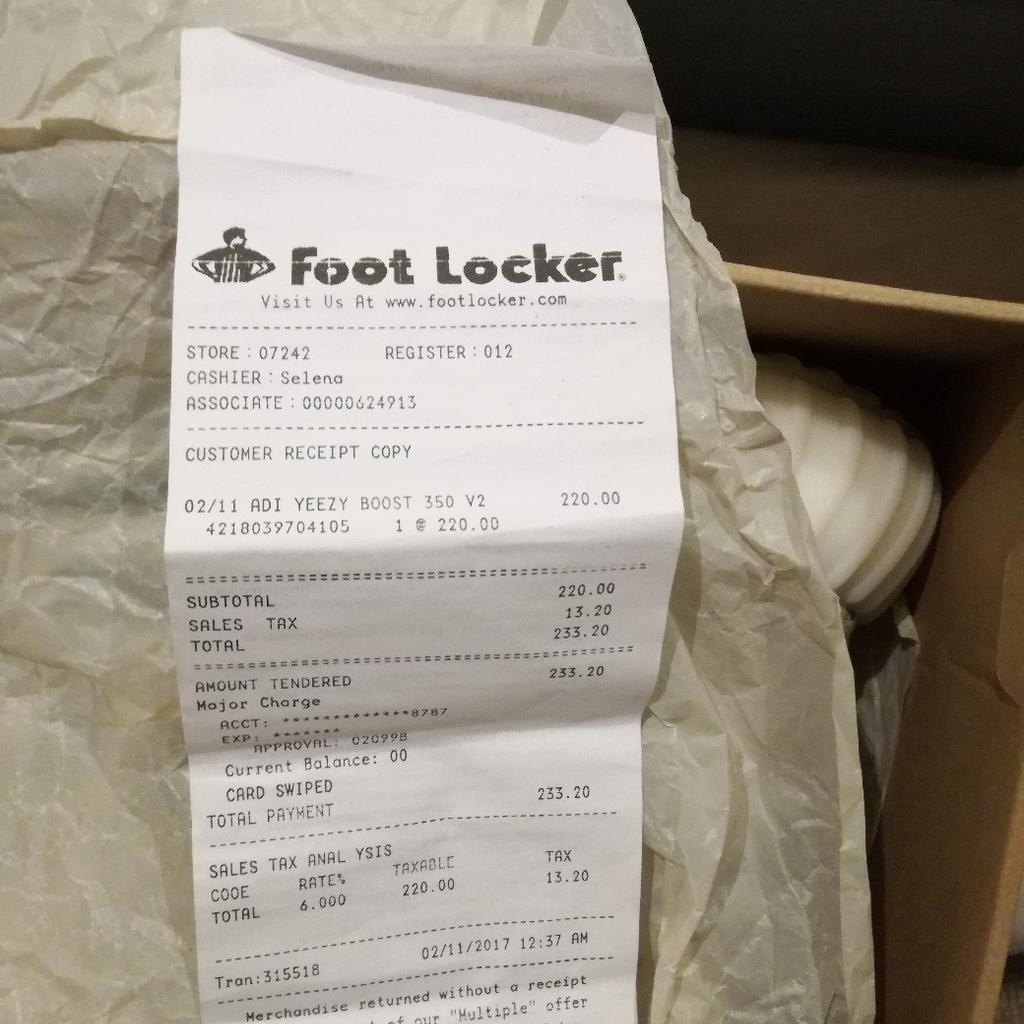 Foot Locker®
Visit Us At www.footlocker.com
STORE : 07242 REGISTER : 012
CASHIER : Selena
ASSOCIATE : 00000624913
CUSTOMER RECEIPT COPY
02/11 ADI YEEZY BOOST 350 V2 220.00
4218039704105 1 @ 220.00
SUBTOTAL 220.00
SALES TAX 13.20
TOTAL 233.20
AMOUNT TENDERED 233.20
Major Charge
ACCT: *************8787
EXP: *******
APPROVAL: 020998
Current Balance: 00
CARD SWIPED
TOTAL PAYMENT 233.20
SALES TAX ANAL YSIS
COOE RATE% TAXABLE TAX
TOTAL 6.000 220.00 13.20
02/11/2017 12:37 AM
Tran:315518
Merchandise returned without a receipt
of our "Multiple" offer